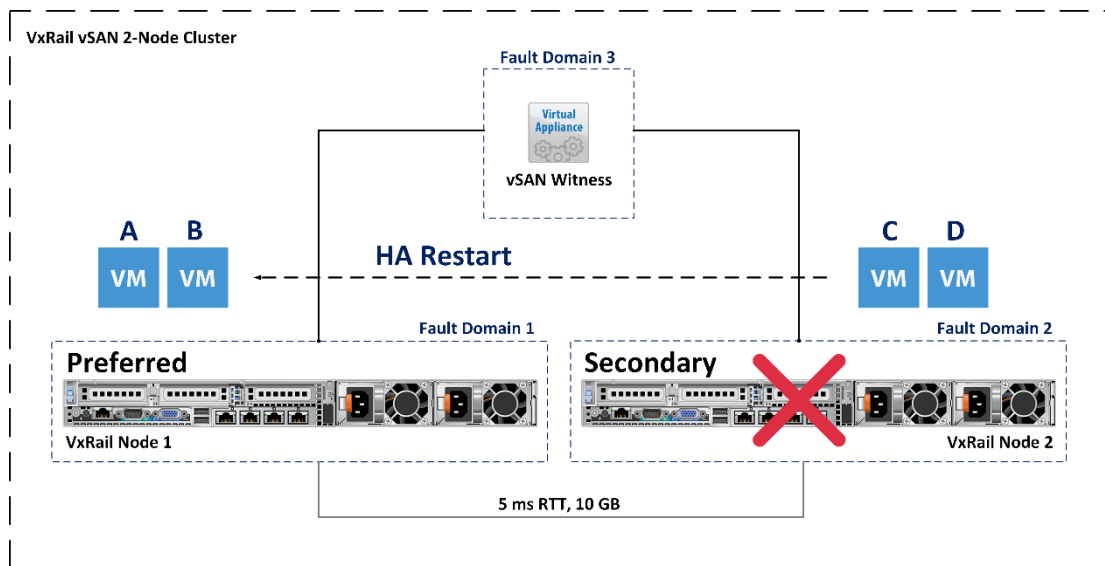 VxRail vSAN 2-Node Cluster
Fault Domain 3
Virtual
Appliance
vSAN Witness
A B
VM VM
HA Restart
C D
VM VM
Fault Domain 1
Preferred
VxRail Node 1
Fault Domain 2
Secondary
VxRail Node 2
5 ms RTT, 10 GB